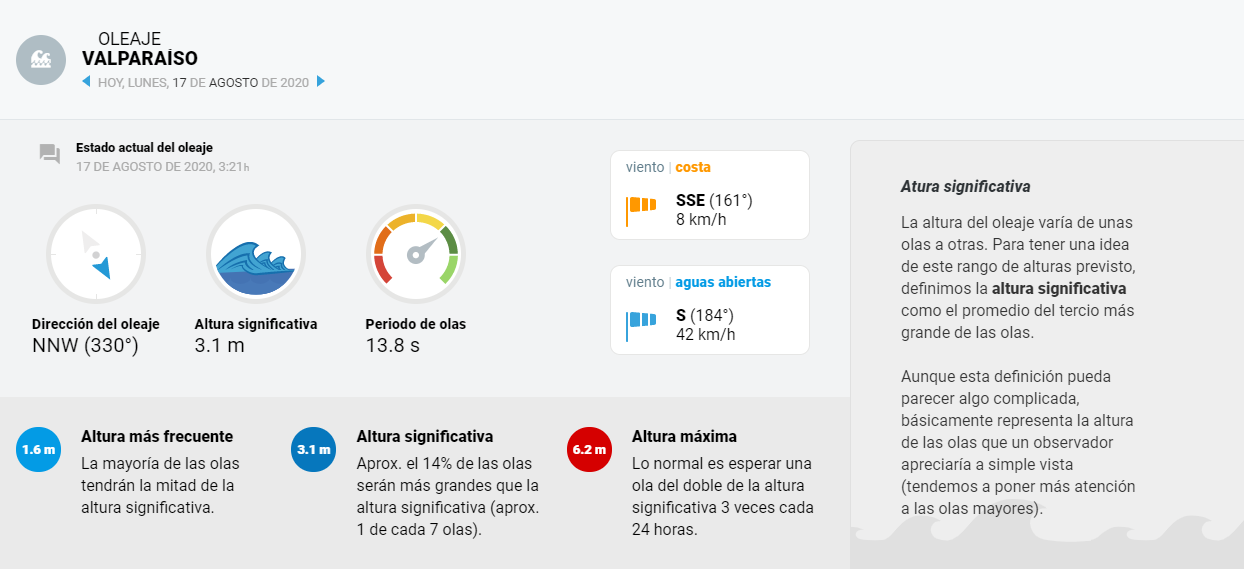 OLEAJE
VALPARAÍSO
HOY, LUNES, 17 DE AGOSTO DE 2020
Estado actual del oleaje
17 DE AGOSTO DE 2020, 3:21h
Dirección del oleaje
NNW (330°)
Altura significativa
3.1 m
Periodo de olas
13.8 s
viento | costa
SSE (161°)
8 km/h
viento | aguas abiertas
S (184°)
42 km/h
1.6 m
Altura más frecuente
La mayoría de las olas
tendrán la mitad de la
altura significativa.
3.1 m
Altura significativa
Aprox. el 14% de las olas
serán más grandes que la
altura significativa (aprox.
1 de cada 7 olas).
6.2 m
Altura máxima
Lo normal es esperar una
ola del doble de la altura
significativa 3 veces cada
24 horas.
Atura significativa
La altura del oleaje varía de unas
olas a otras. Para tener una idea
de este rango de alturas previsto,
definimos la altura significativa
como el promedio del tercio más
grande de las olas.
Aunque esta definición pueda
parecer algo complicada,
básicamente representa la altura
de las olas que un observador
apreciaría a simple vista
(tendemos a poner más atención
a las olas mayores).